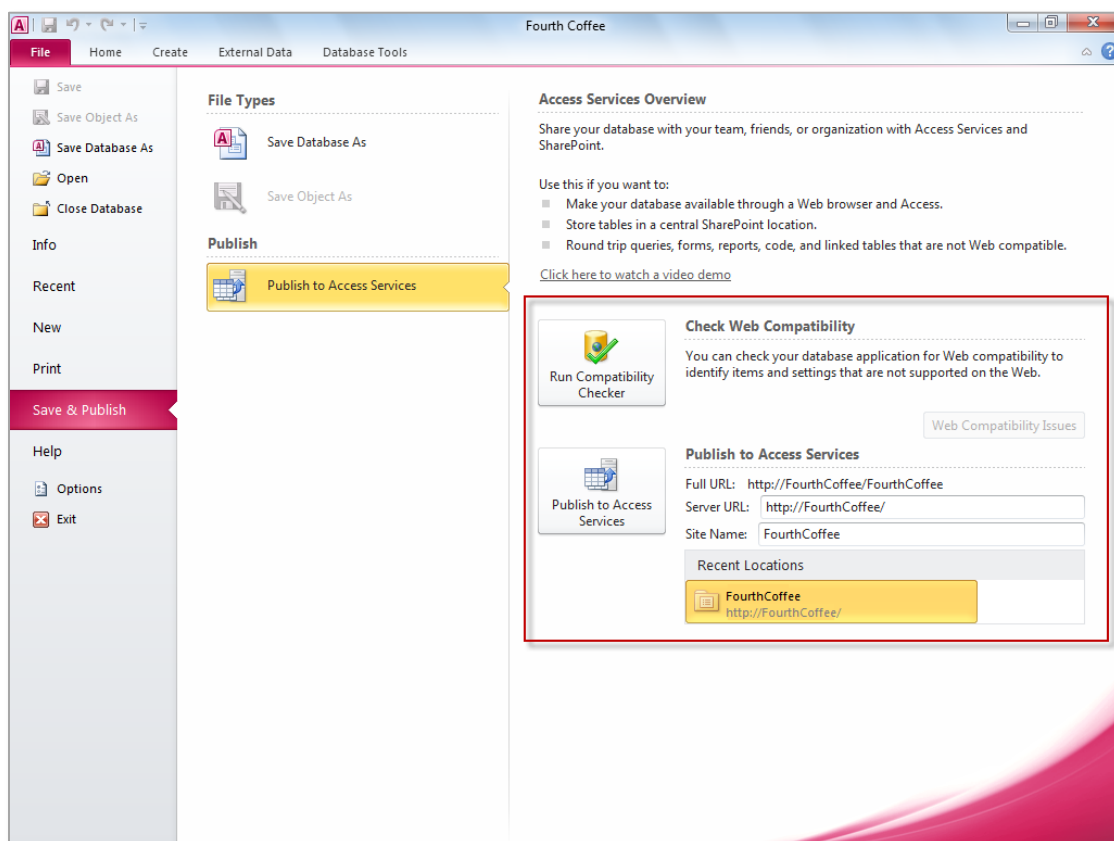 Fourth Coffee
File Home Create External Data Database Tools
Save
Save Object As
Save Database As
Open
Close Database
Info
Recent
New
Print
Save & Publish
Help
Options
Exit
File Types
Save Database As
Save Object As
Publish
Publish to Access Services
Access Services Overview
Share your database with your team, friends, or organization with Access Services and
SharePoint.
Use this if you want to:
Make your database available through a Web browser and Access.
Store tables in a central SharePoint location.
Round trip queries, forms, reports, code, and linked tables that are not Web compatible.
Click here to watch a video demo
Run Compatibility
Checker
Check Web Compatibility
You can check your database application for Web compatibility to
identify items and settings that are not supported on the Web.
Web Compatibility Issues
Publish to Access
Services
Publish to Access Services
Full URL: http://FourthCoffee/FourthCoffee
Server URL: http://FourthCoffee/
Site Name: FourthCoffee
Recent Locations
FourthCoffee
http://FourthCoffee/